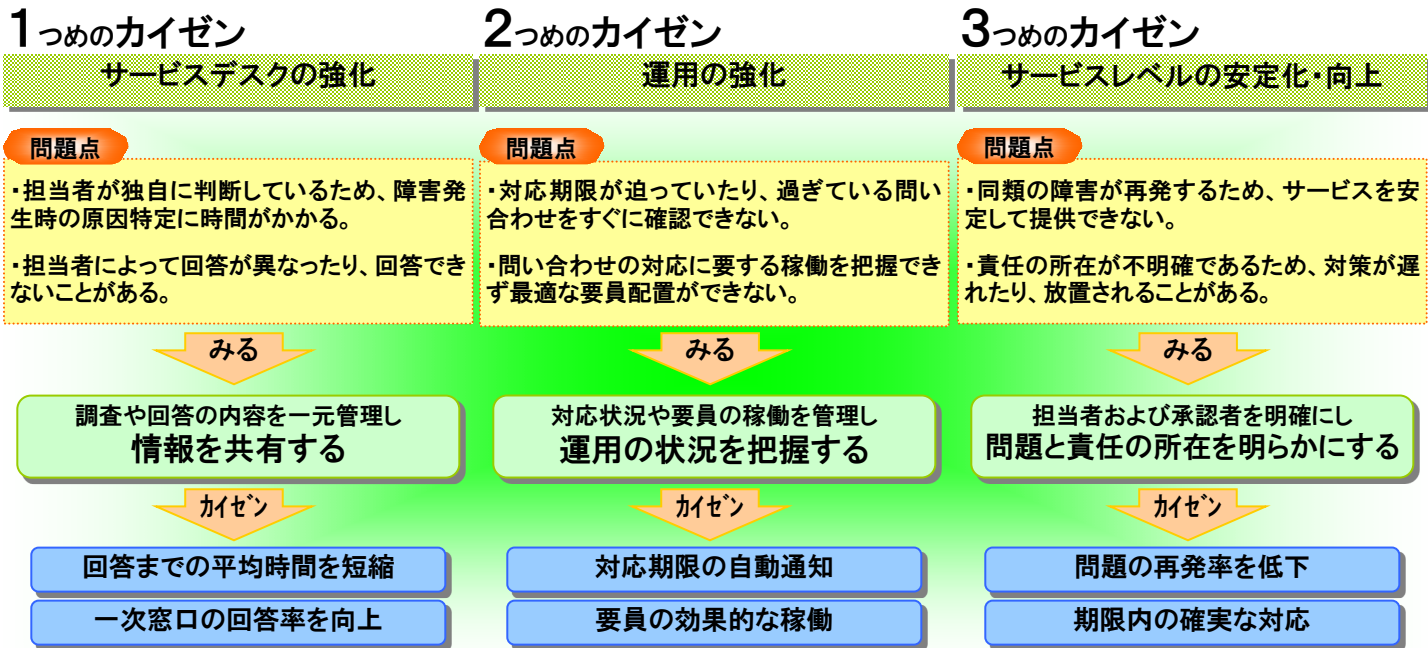 1つめのカイゼン
サービスデスクの強化
問題点
・担当者が独自に判断しているため、障害発
生時の原因特定に時間がかかる。
・担当者によって回答が異なったり、回答でき
ないことがある。
みる
調査や回答の内容を一元管理し
情報を共有する
カイゼン
回答までの平均時間を短縮
一次窓口の回答率を向上
2つめのカイゼン
運用の強化
問題点
・対応期限が迫っていたり、過ぎている問い
合わせをすぐに確認できない。
・問い合わせの対応に要する稼働を把握でき
ず最適な要員配置ができない。
みる
対応状況や要員の稼働を管理し
運用の状況を把握する
カイゼン
対応期限の自動通知
要員の効果的な稼働
3つめのカイゼン
サービスレベルの安定化・向上
問題点
・同類の障害が再発するため、サービスを安
定して提供できない。
・責任の所在が不明確であるため、対策が遅
れたり、放置されることがある。
みる
担当者および承認者を明確にし
問題と責任の所在を明らかにする
カイゼン
問題の再発率を低下
期限内の確実な対応